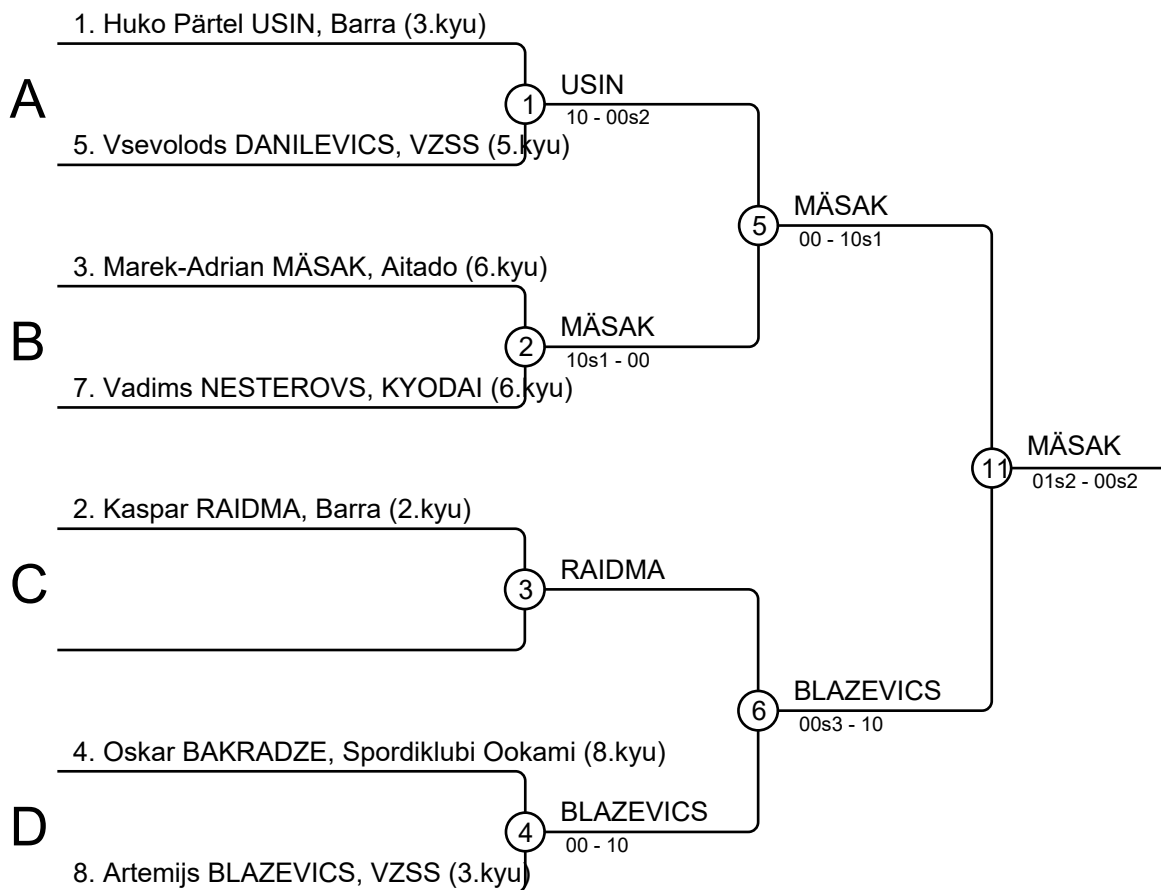 1. Huko Pärtel USIN, Barra (3.kyu)
A
1
USIN
10 - 00s2
5. Vsevolods DANILEVICS, VZSS (5.kyu)
5
MÄSAK
00 - 10s1
3. Marek-Adrian MÄSAK, Aitado (6.kyu)
B
2
MÄSAK
10s1 - 00
7. Vadims NESTEROVS, KYODAI (6.kyu)
11
MÄSAK
01s2 - 00s2
2. Kaspar RAIDMA, Barra (2.kyu)
C
3
RAIDMA
6
BLAZEVICS
00s3 - 10
4. Oskar BAKRADZE, Spordiklubi Ookami (8.kyu)
D
4
BLAZEVICS
00 - 10
8. Artemijs BLAZEVICS, VZSS (3.kyu)